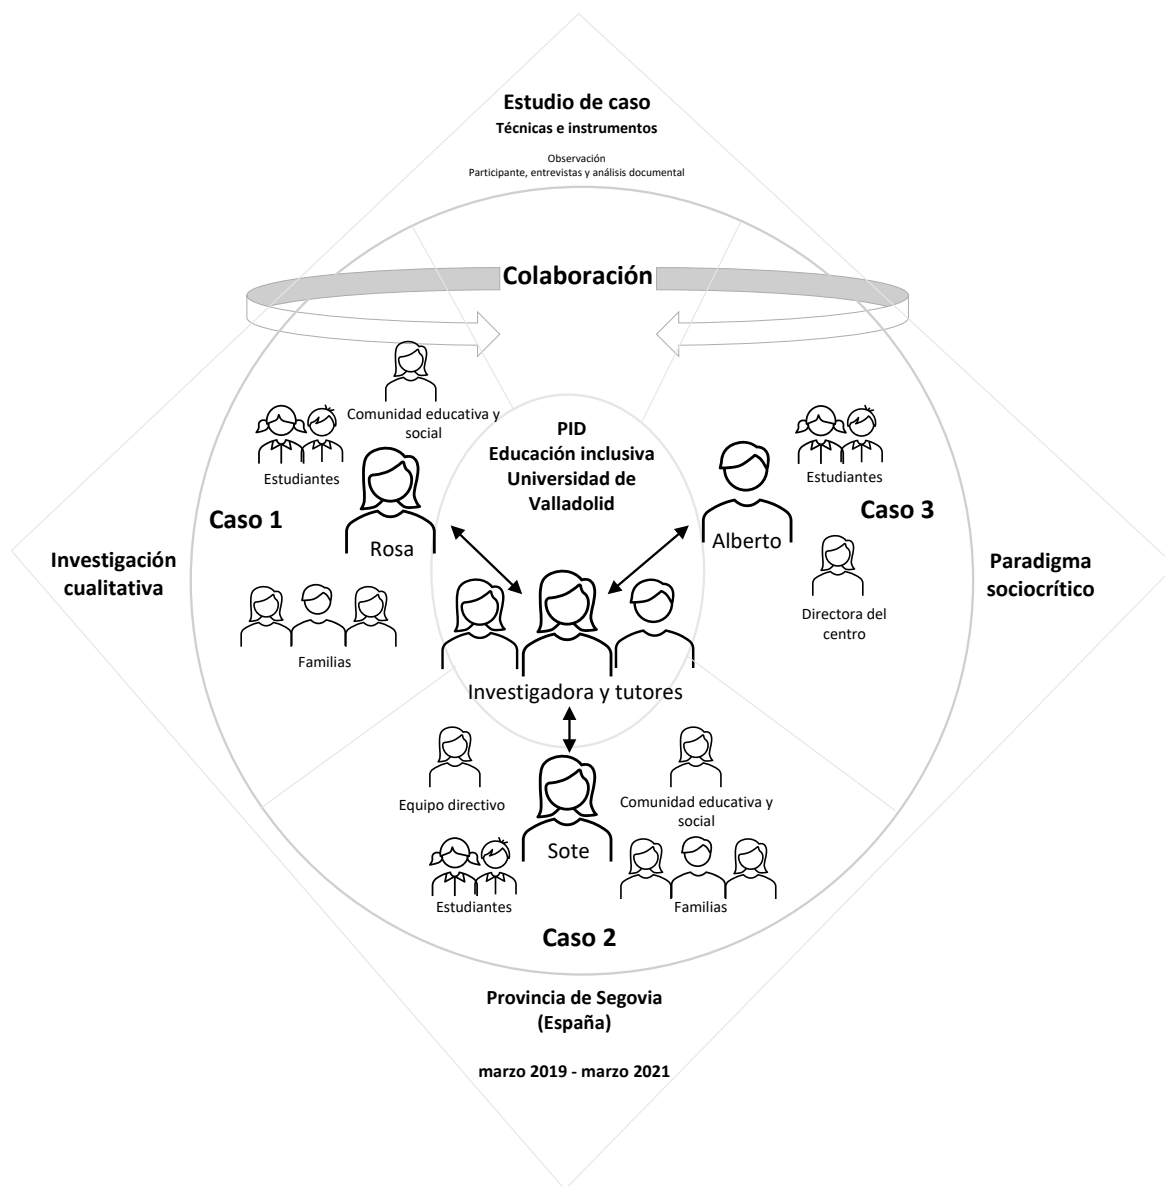 Estudio de caso
Técnicas e instrumentos
Observación
Participante, entrevistas y análisis documental
Colaboración
Comunidad educativa y
social
Estudiantes
Caso 1
Rosa
Familias
PID
Educación inclusiva
Universidad de
Valladolid
Estudiantes
Caso 3
Alberto
Directora del
centro
Investigación
cualitativa
Paradigma
sociocrítico
Investigadora y tutores
Equipo directivo
Comunidad educativa y
social
Sote
Estudiantes
Familias
Caso 2
Provincia de Segovia
(España)
marzo 2019 - marzo 2021